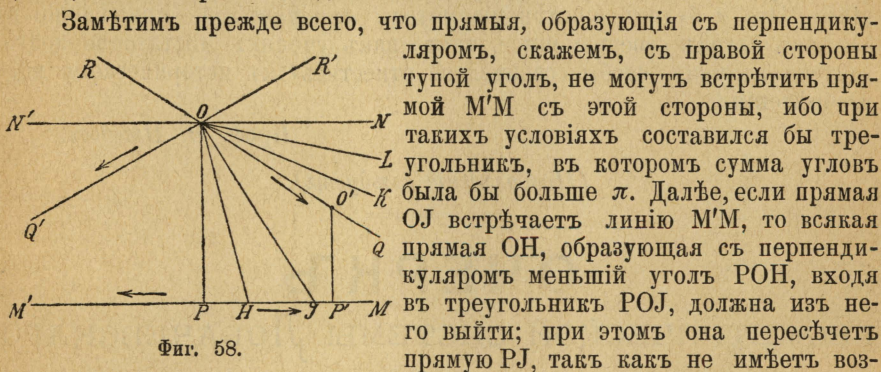 Замѣтимъ прежде всего, что прямыя, образующія съ перпендику-
ляромъ, скажемъ, съ правой стороны
тупой уголъ, не могутъ встрѣтить пря-
мой M'M съ этой стороны, ибо при
такихъ условіяхъ составился бы тре-
угольникъ, въ которомъ сумма угловъ
была бы больше π. Далѣе, если прямая
OJ встрѣчаетъ линію M'M, то всякая
прямая OH, образующая съ перпенди-
куляромъ меньшій уголъ POH, входя
въ треугольникъ POJ, должна изъ не-
го выйти; при этомъ она пересѣчетъ
прямую PJ, такъ какъ не имѣетъ воз-
R
R'
O
N'
N
L
K
O'
Q'
Q
M'
P
H
J
P'
M
Фиг. 58.